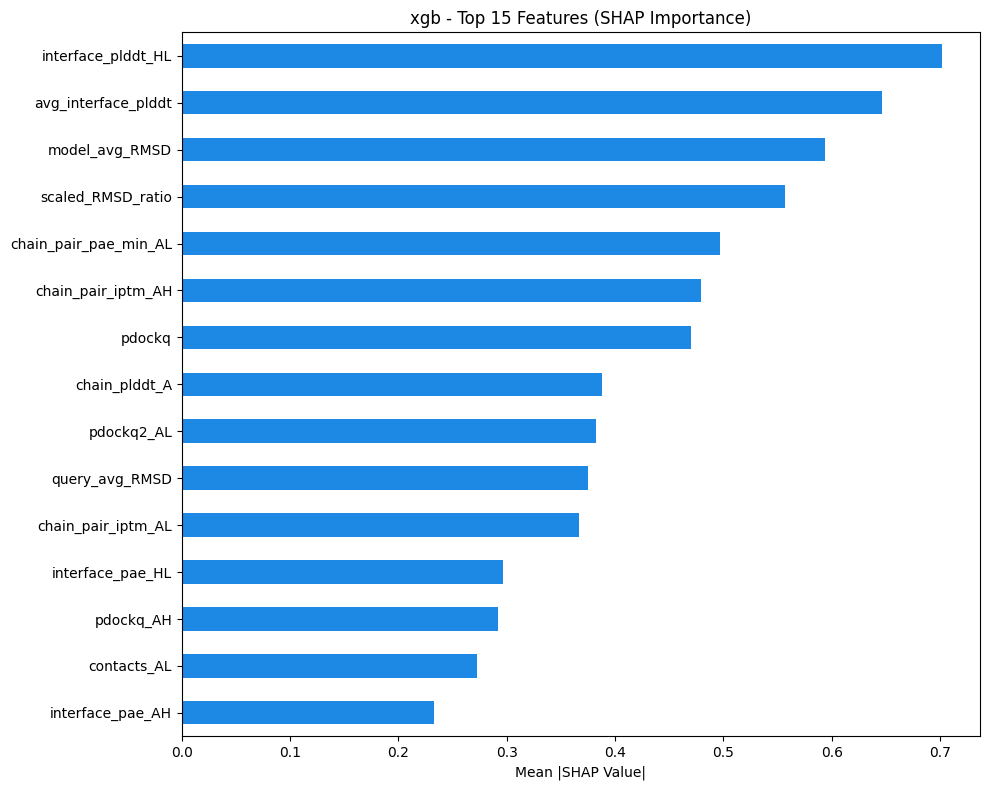 xgb - Top 15 Features (SHAP Importance)
interface_plddt_HL
avg_interface_plddt
model_avg_RMSD
scaled_RMSD_ratio
chain_pair_pae_min_AL
chain_pair_iptm_AH
pdockq
chain_plddt_A
pdockq2_AL
query_avg_RMSD
chain_pair_iptm_AL
interface_pae_HL
pdockq_AH
contacts_AL
interface_pae_AH
0.0 0.1 0.2 0.3 0.4 0.5 0.6 0.7
Mean |SHAP Value|